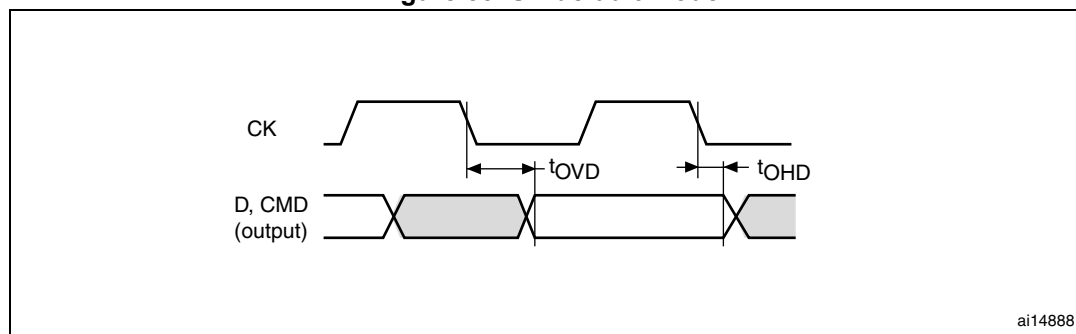 CK
tOVD
tOHD
D, CMD
(output)
ai14888